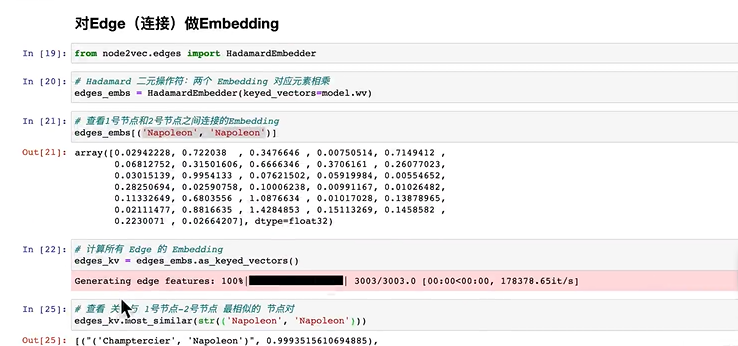 对Edge（连接）做Embedding
In [19]: from node2vec.edges import HadamardEmbedder
In [20]: # Hadamard 二元操作符：两个 Embedding 对应元素相乘
edges_embs = HadamardEmbedder(keyed_vectors=model.wv)
In [21]: # 查看1号节点和2号节点之间连接的Embedding
edges_embs[('Napoleon', 'Napoleon')]
Out[21]: array([0.02942228, 0.722038  , 0.3476646 , 0.00750514, 0.7149412 ,
0.06812752, 0.31501606, 0.6666346 , 0.3706161 , 0.26077023,
0.03015139, 0.9954133 , 0.07621502, 0.05919984, 0.00554652,
0.28250694, 0.02590758, 0.10006238, 0.00991167, 0.01026482,
0.11332649, 0.6803556 , 1.0876634 , 0.01017028, 0.13878965,
0.02111477, 0.8816635 , 1.4284853 , 0.15113269, 0.1458582 ,
0.2230071 , 0.02664207], dtype=float32)
In [22]: # 计算所有 Edge 的 Embedding
edges_kv = edges_embs.as_keyed_vectors()
Generating edge features: 100%|██████████| 3003/3003.0 [00:00<00:00, 178378.65it/s]
In [25]: # 查看 关 与 1号节点-2号节点 最相似的 节点对
edges_kv.most_similar(str(('Napoleon', 'Napoleon')))
Out[25]: [("('Champtercier', 'Napoleon')", 0.9993515610694885),